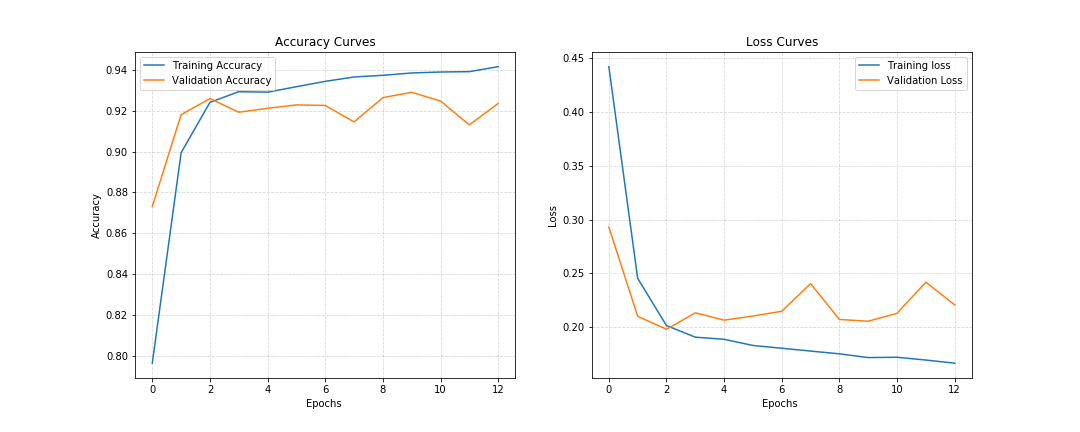 Accuracy Curves
Training Accuracy
Validation Accuracy
0.94
0.92
0.90
0.88
0.86
0.84
0.82
0.80
Accuracy
0 2 4 6 8 10 12
Epochs
Loss Curves
Training loss
Validation Loss
0.45
0.40
0.35
0.30
0.25
0.20
Loss
0 2 4 6 8 10 12
Epochs